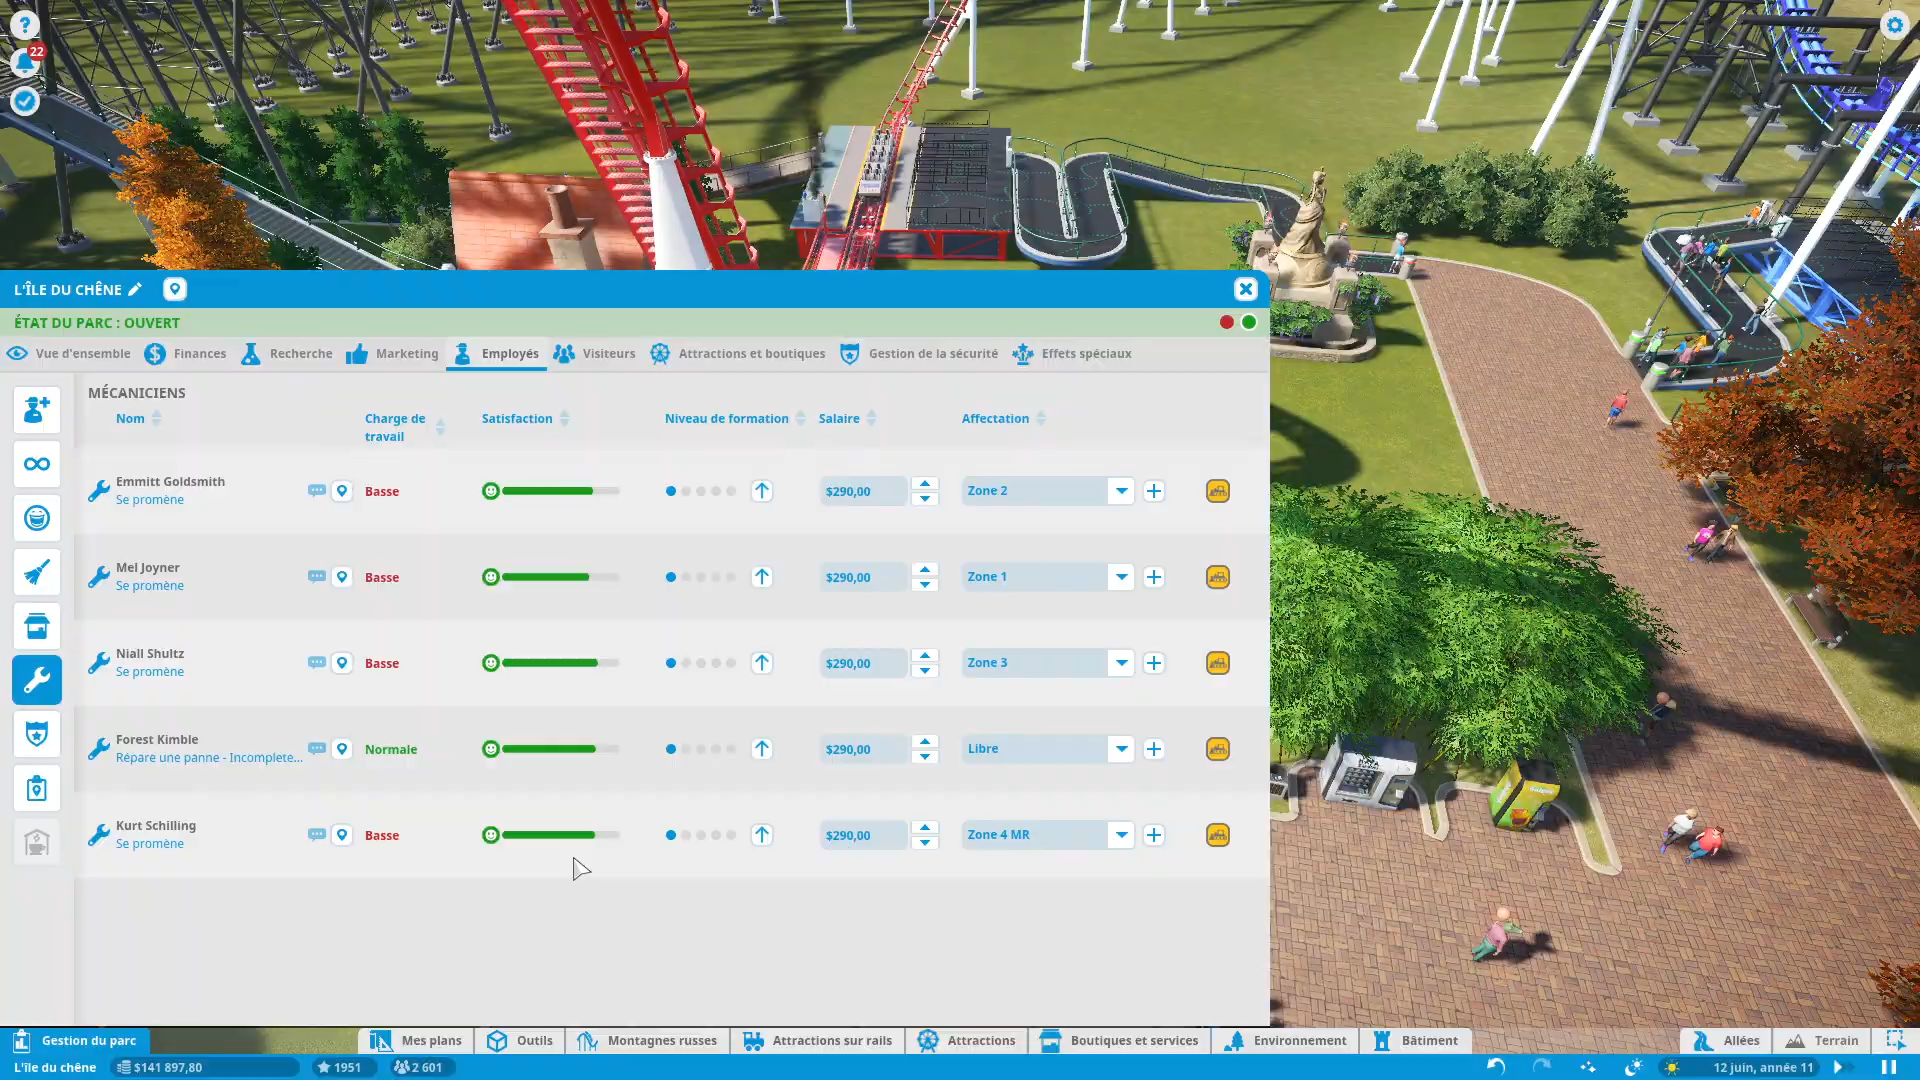 22
L'ÎLE DU CHÊNE
ÉTAT DU PARC : OUVERT
Vue d'ensemble Finances Recherche Marketing Employés Visiteurs Attractions et boutiques Gestion de la sécurité Effets spéciaux
MÉCANICIENS
Nom Charge de travail Satisfaction Niveau de formation Salaire Affectation
Emmitt Goldsmith
Se promène
Basse $290,00 Zone 2
Mel Joyner
Se promène
Basse $290,00 Zone 1
Niall Shultz
Se promène
Basse $290,00 Zone 3
Forest Kimble
Répare une panne - Incomplete...
Normale $290,00 Libre
Kurt Schilling
Se promène
Basse $290,00 Zone 4 MR
Gestion du parc Mes plans Outils Montagnes russes Attractions sur rails Attractions Boutiques et services Environnement Bâtiment Allées Terrain
L'île du chêne $141 897,80 1951 2 601 12 juin, année 11